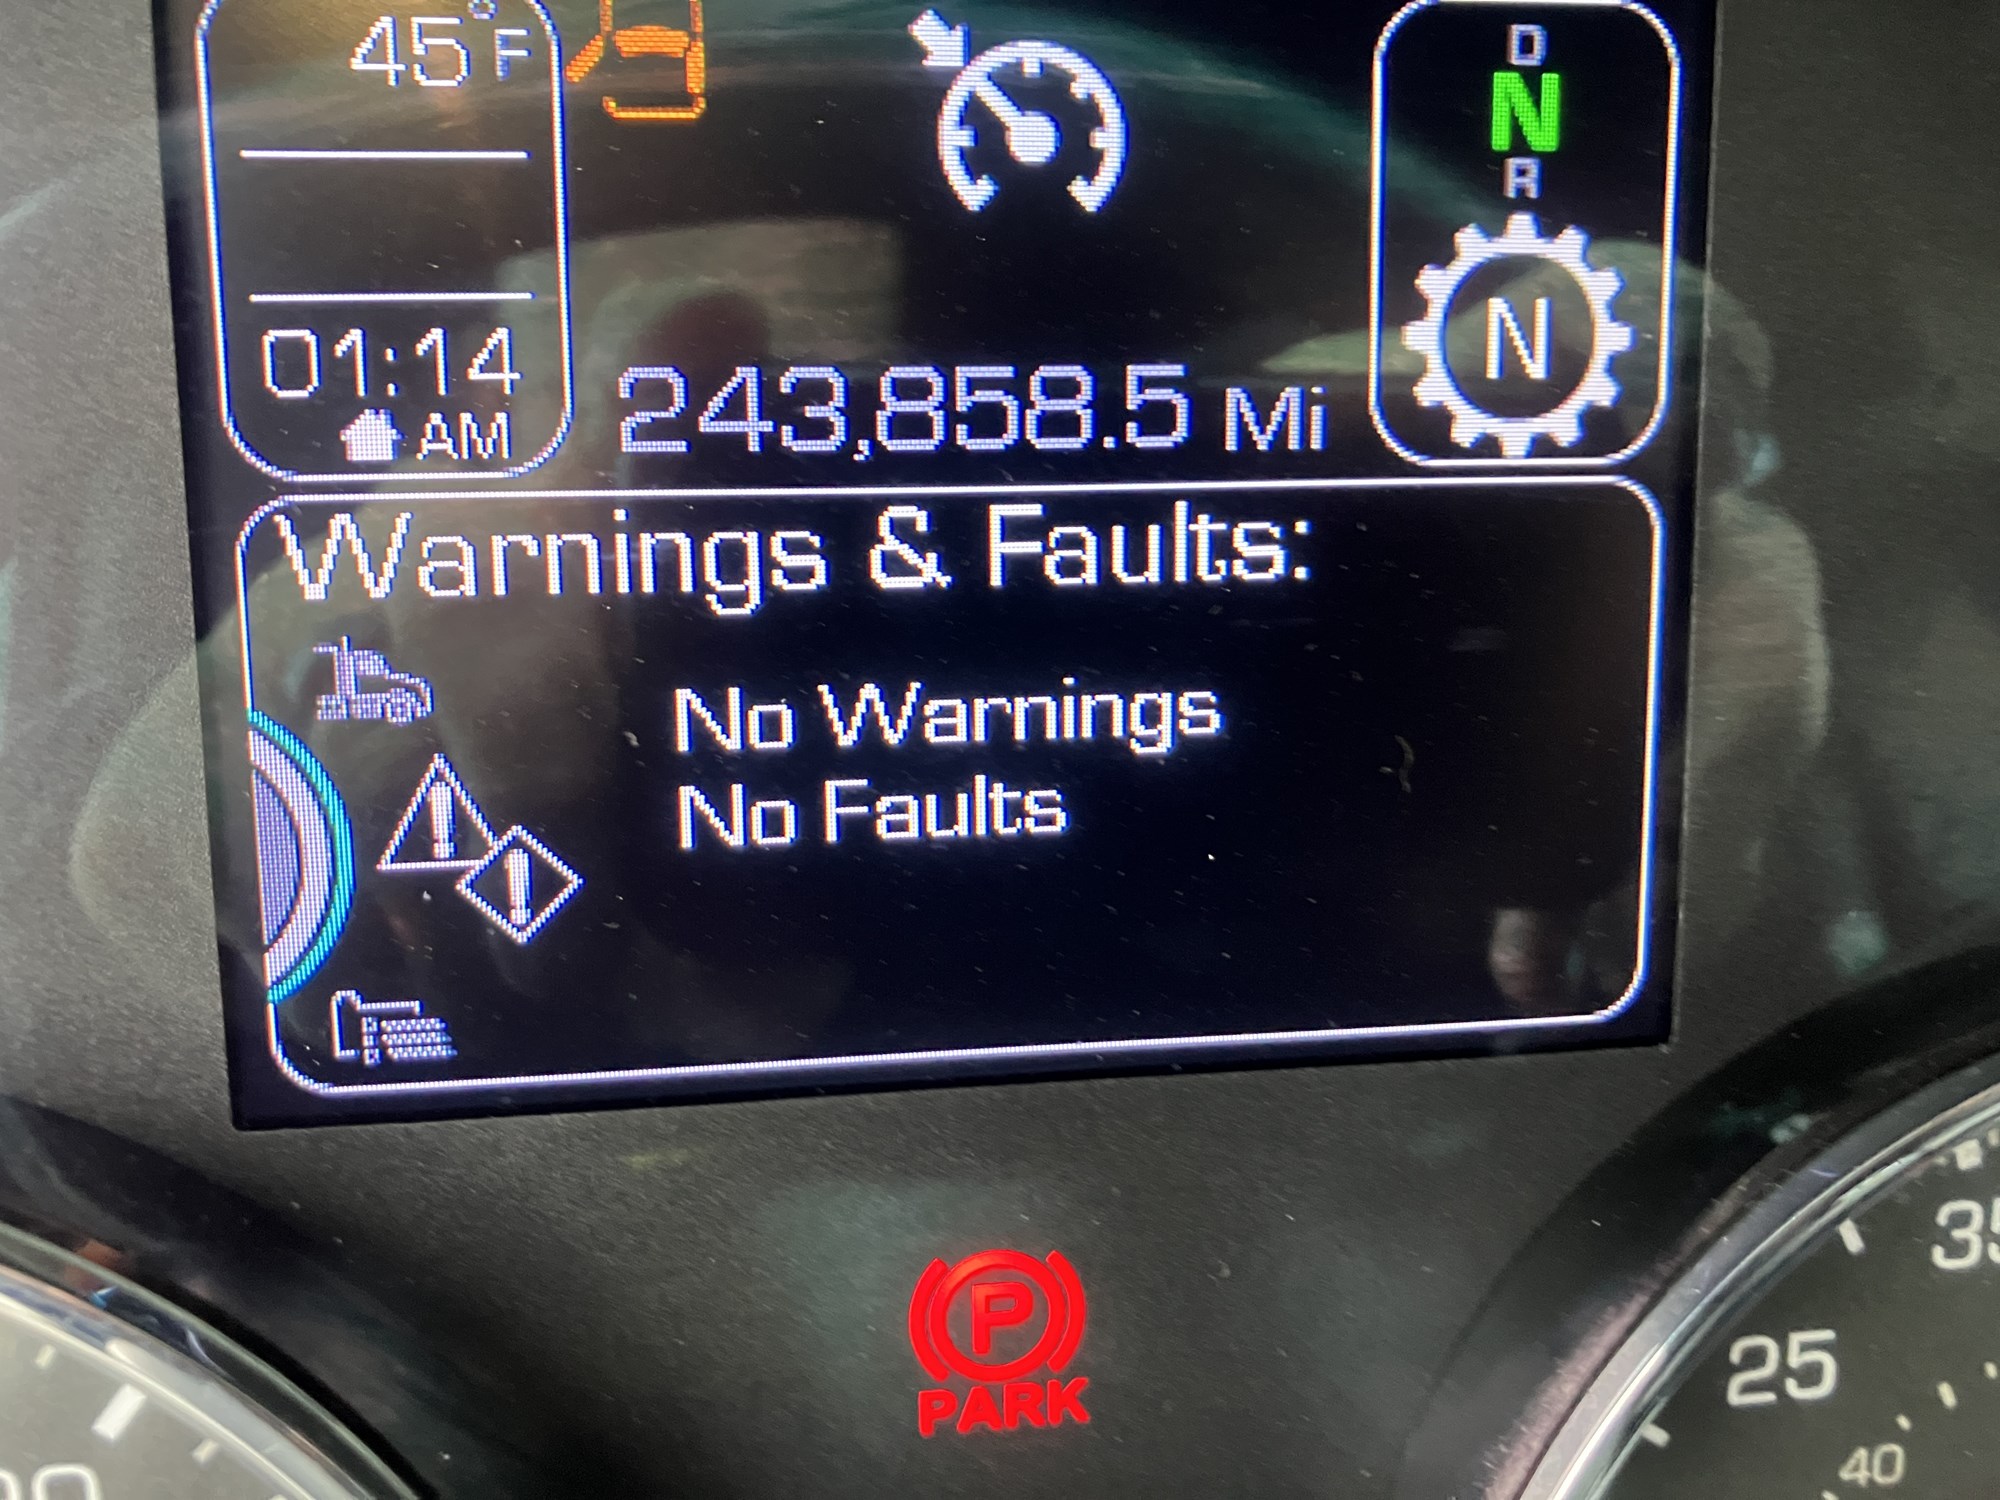 45°F
D
N
R
N
01:14
AM
243,858.5 Mi
Warnings & Faults:
No Warnings
No Faults
P
PARK
35
25
40